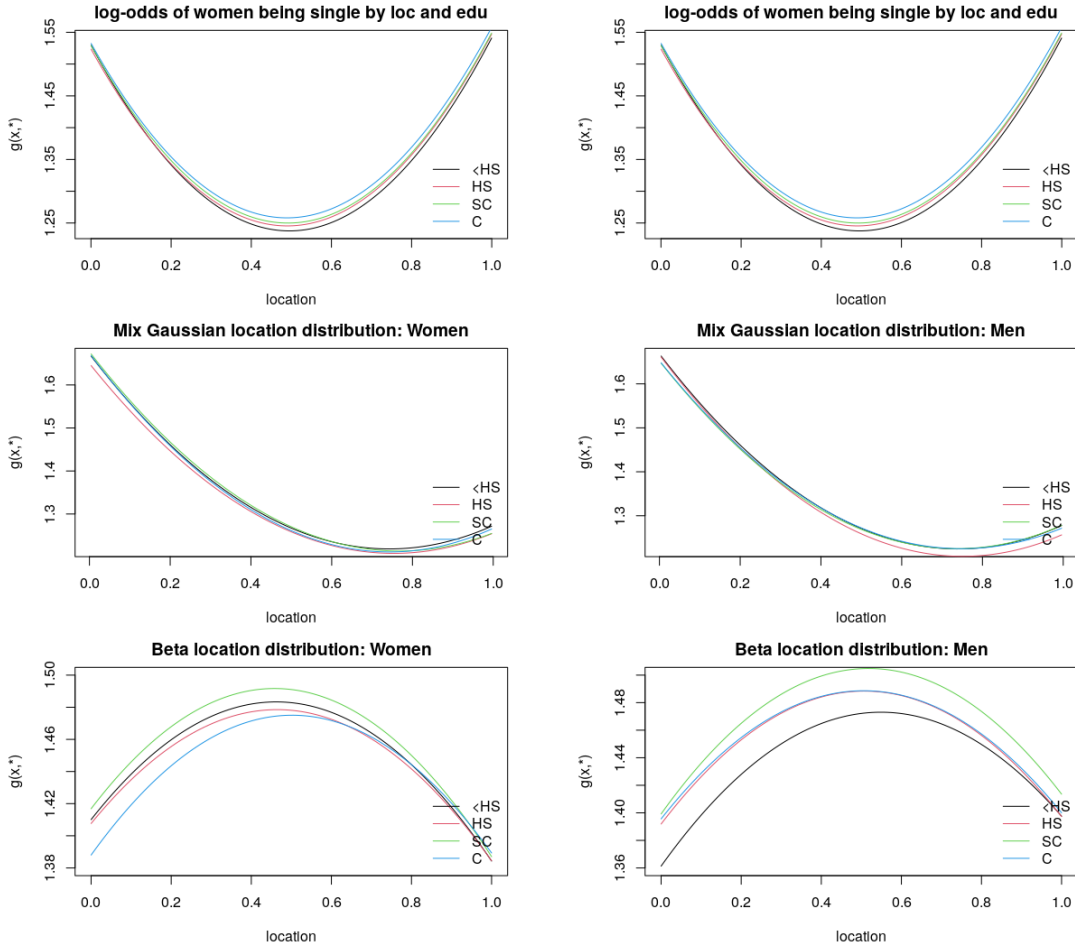 log-odds of women being single by loc and edu
g(x,*)
1.25 1.35 1.45 1.55
<HS
HS
SC
C
0.0 0.2 0.4 0.6 0.8 1.0
location
log-odds of women being single by loc and edu
g(x,*)
1.25 1.35 1.45 1.55
<HS
HS
SC
C
0.0 0.2 0.4 0.6 0.8 1.0
location
Mix Gaussian location distribution: Women
g(x,*)
1.3 1.4 1.5 1.6
<HS
HS
SC
C
0.0 0.2 0.4 0.6 0.8 1.0
location
Mix Gaussian location distribution: Men
g(x,*)
1.3 1.4 1.5 1.6
<HS
HS
SC
C
0.0 0.2 0.4 0.6 0.8 1.0
location
Beta location distribution: Women
g(x,*)
1.38 1.42 1.46 1.50
<HS
HS
SC
C
0.0 0.2 0.4 0.6 0.8 1.0
location
Beta location distribution: Men
g(x,*)
1.36 1.40 1.44 1.48
<HS
HS
SC
C
0.0 0.2 0.4 0.6 0.8 1.0
location